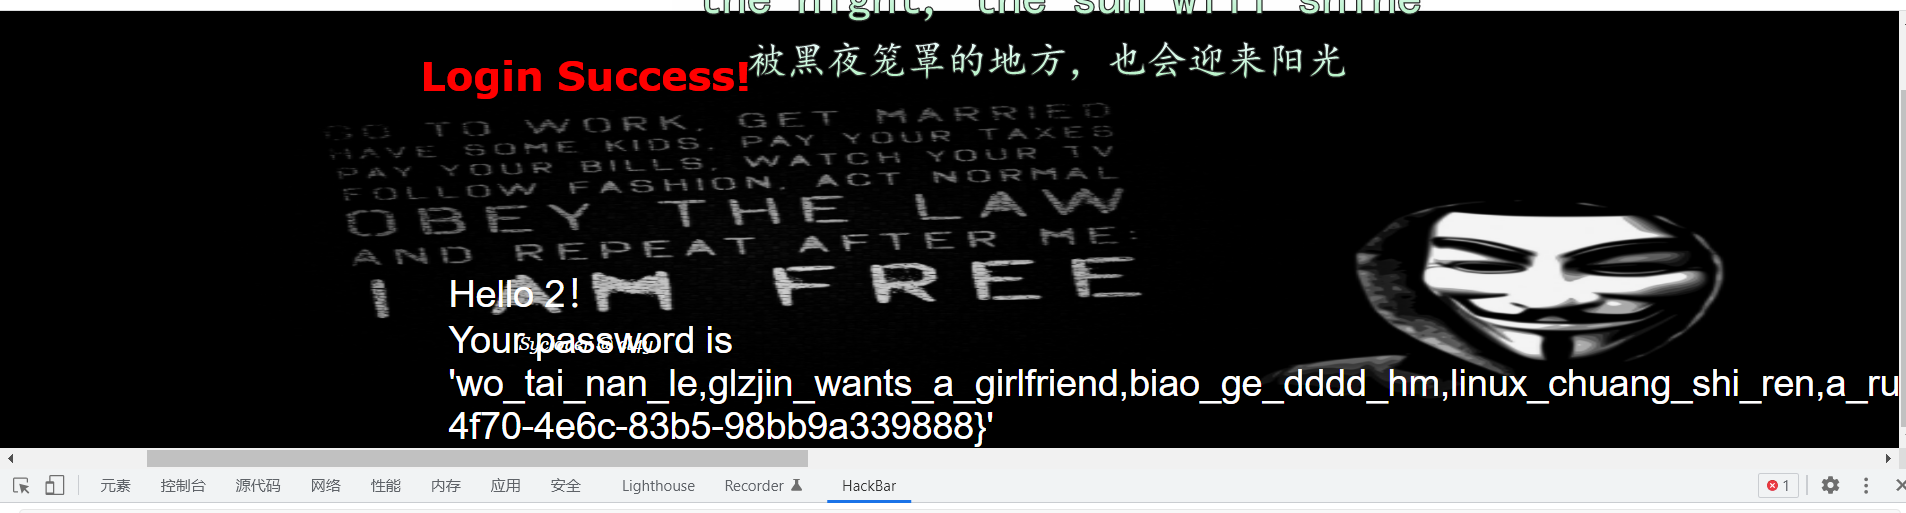 the night, the sun will shine
被黑夜笼罩的地方，也会迎来阳光
Login Success!
GO TO WORK, GET MARRIED
HAVE SOME KIDS, PAY YOUR TAXES
PAY YOUR BILLS, WATCH YOUR TV
FOLLOW FASHION, ACT NORMAL
OBEY THE LAW
AND REPEAT AFTER ME:
I AM FREE
Hello 2！
Your password is
'wo_tai_nan_le,glzjin_wants_a_girlfriend,biao_ge_dddd_hm,linux_chuang_shi_ren,a_ru
4f70-4e6c-83b5-98bb9a339888}'
元素 控制台 源代码 网络 性能 内存 应用 安全 Lighthouse Recorder HackBar 1